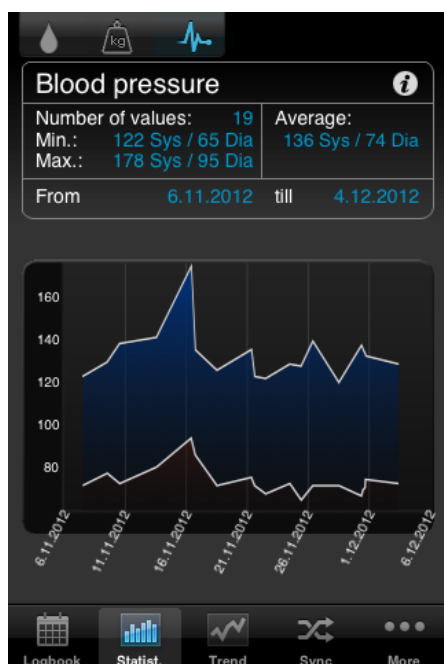 kg
Blood pressure
i
Number of values: 19
Min.: 122 Sys / 65 Dia
Max.: 178 Sys / 95 Dia
Average:
136 Sys / 74 Dia
From 6.11.2012 till 4.12.2012
160
140
120
100
80
6.11.2012
11.11.2012
16.11.2012
21.11.2012
26.11.2012
1.12.2012
6.12.2012
Logbook
Statist.
Trend
Sync
More